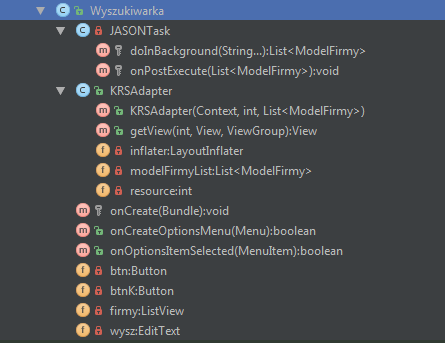 Wyszukiwarka
JASONTask
doInBackground(String...):List<ModelFirmy>
onPostExecute(List<ModelFirmy>):void
KRSAdapter
KRSAdapter(Context, int, List<ModelFirmy>)
getView(int, View, ViewGroup):View
inflater:LayoutInflater
modelFirmyList:List<ModelFirmy>
resource:int
onCreate(Bundle):void
onCreateOptionsMenu(Menu):boolean
onOptionsItemSelected(MenuItem):boolean
btn:Button
btnK:Button
firmy:ListView
wysz:EditText